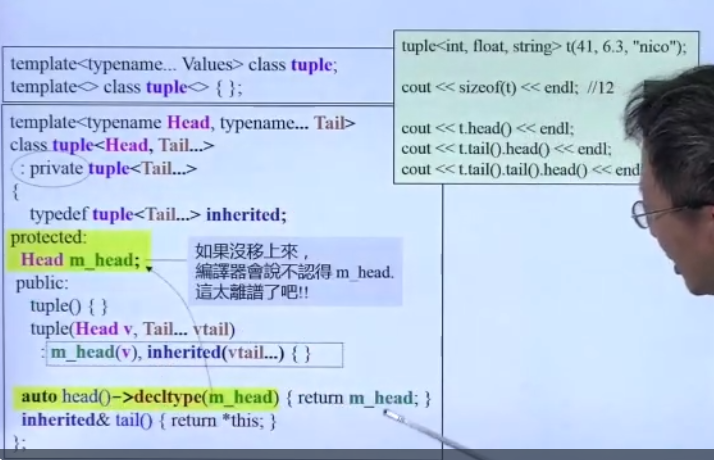 template<typename... Values> class tuple;
template<> class tuple<> { };
template<typename Head, typename... Tail>
class tuple<Head, Tail...>
: private tuple<Tail...>
{
typedef tuple<Tail...> inherited;
protected:
Head m_head;
public:
tuple() { }
tuple(Head v, Tail... vtail)
: m_head(v), inherited(vtail...) { }
auto head()->decltype(m_head) { return m_head; }
inherited& tail() { return *this; }
};
如果沒移上來，
編譯器會說不認得 m_head.
這太離譜了吧!!
tuple<int, float, string> t(41, 6.3, "nico");
cout << sizeof(t) << endl; //12
cout << t.head() << endl;
cout << t.tail().head() << endl;
cout << t.tail().tail().head() << endl